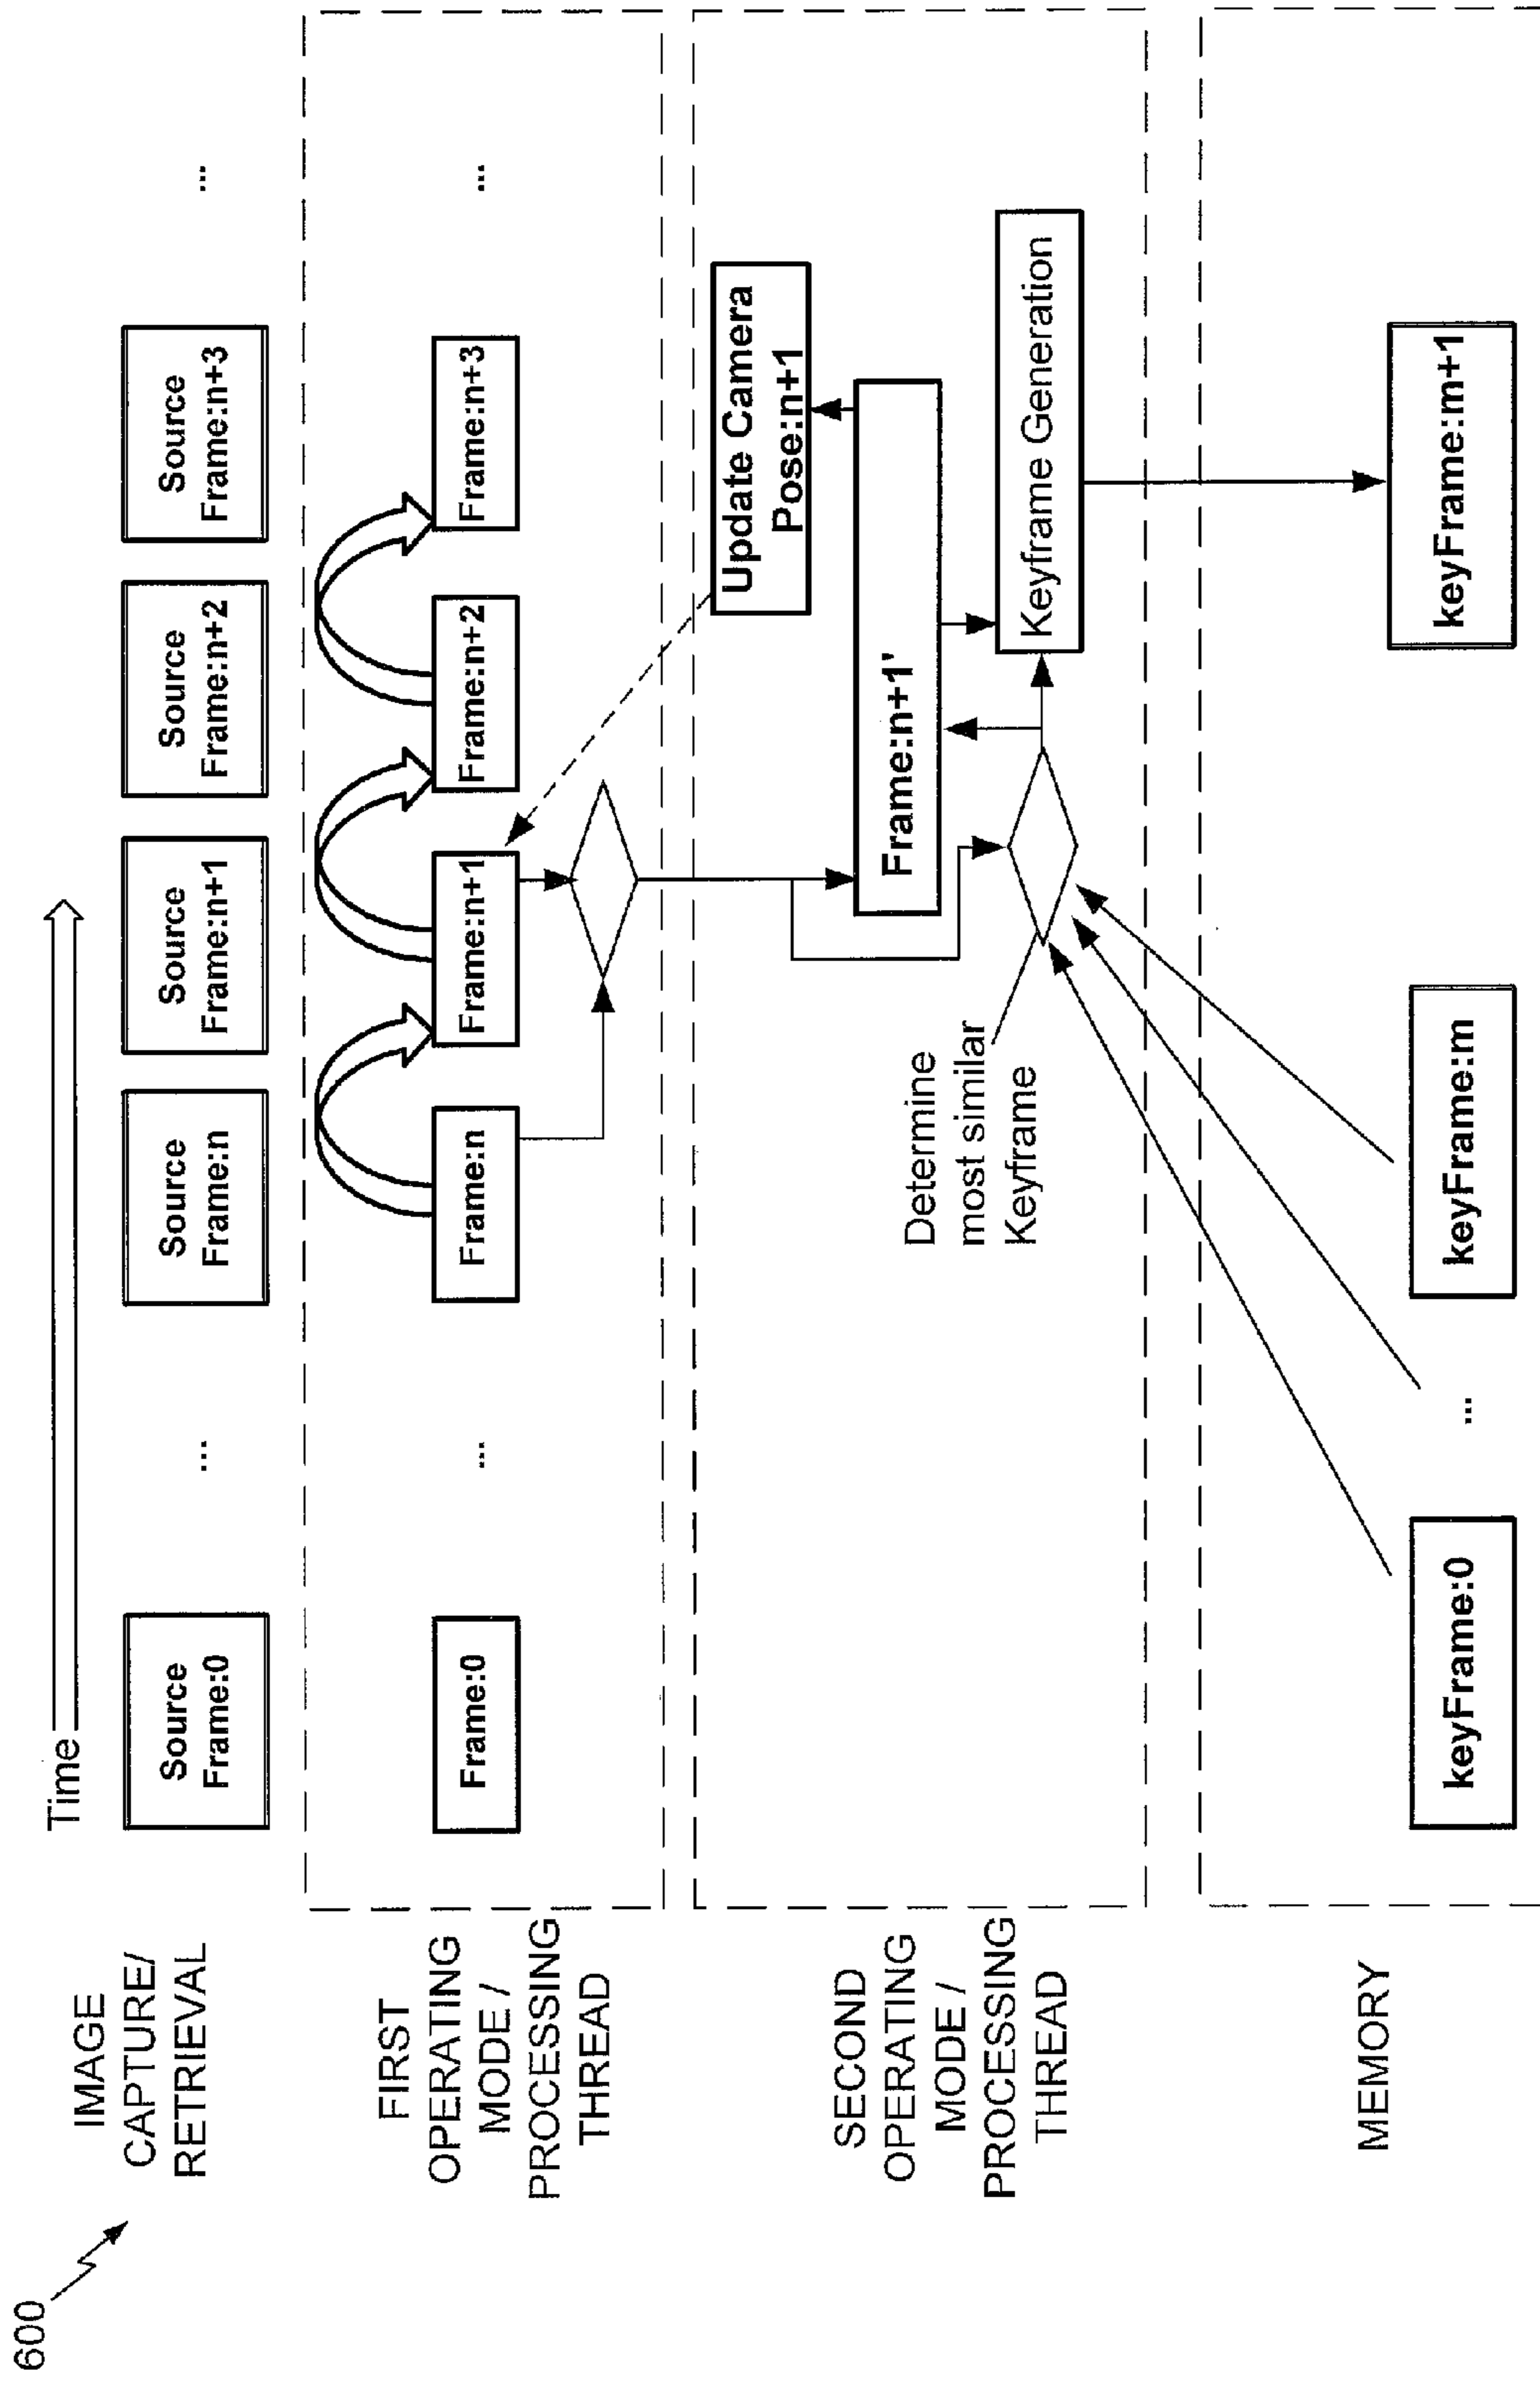 600
Time
IMAGE
CAPTURE/
RETRIEVAL
Source
Frame:0
...
Source
Frame:n
Source
Frame:n+1
Source
Frame:n+2
Source
Frame:n+3
...
FIRST
OPERATING
MODE /
PROCESSING
THREAD
Frame:0
...
Frame:n
Frame:n+1
Frame:n+2
Frame:n+3
...
SECOND
OPERATING
MODE /
PROCESSING
THREAD
Update Camera
Pose:n+1
Frame:n+1'
Determine
most similar
Keyframe
Keyframe Generation
MEMORY
keyFrame:0
...
keyFrame:m
keyFrame:m+1